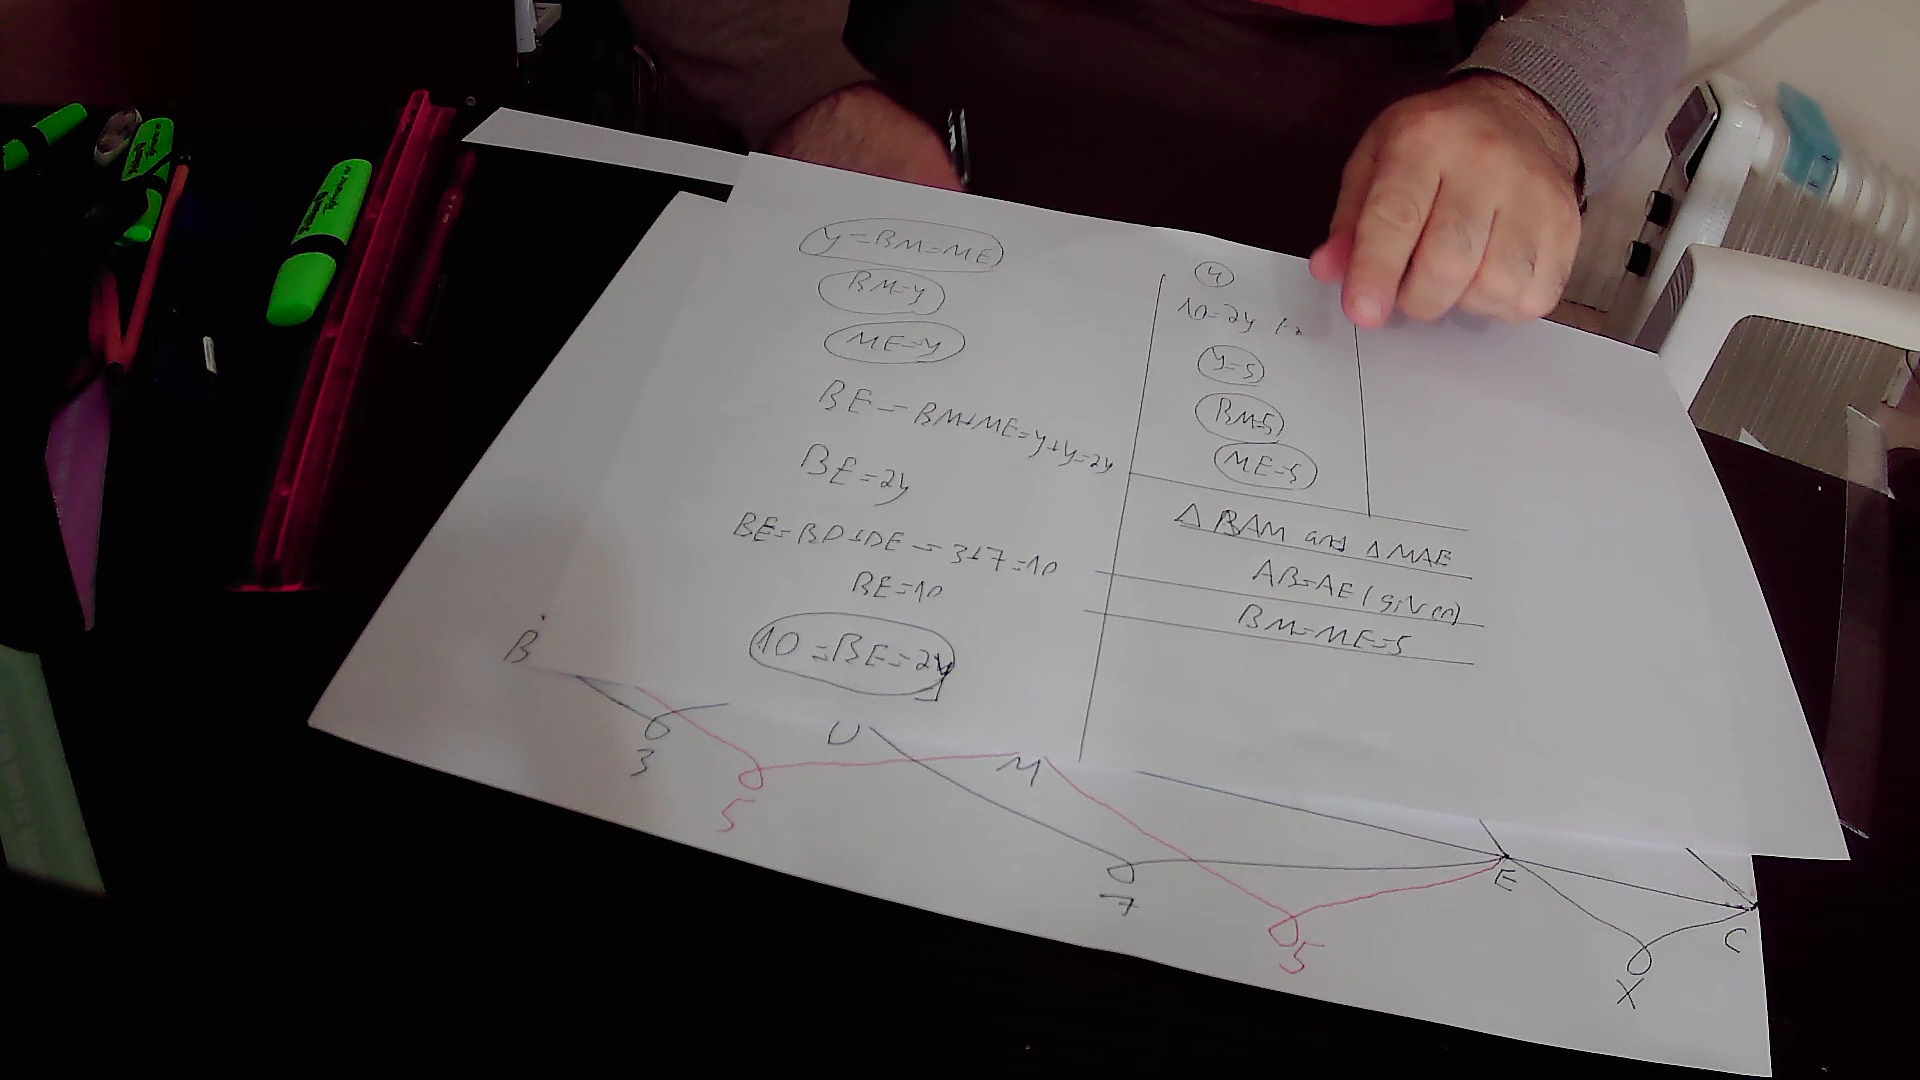 y=BM=ME
BM=y
ME=y
BE=BM+ME=y+y=2y
BE=2y
BE=BD+DE=3+7=10
BE=10
10=BE=2y
4
10=2y
y=5
BM=5
ME=5
Δ BAM and Δ MAE
AB=AE (given)
BM=ME=5
B
3
5
D
M
7
5
E
X
C